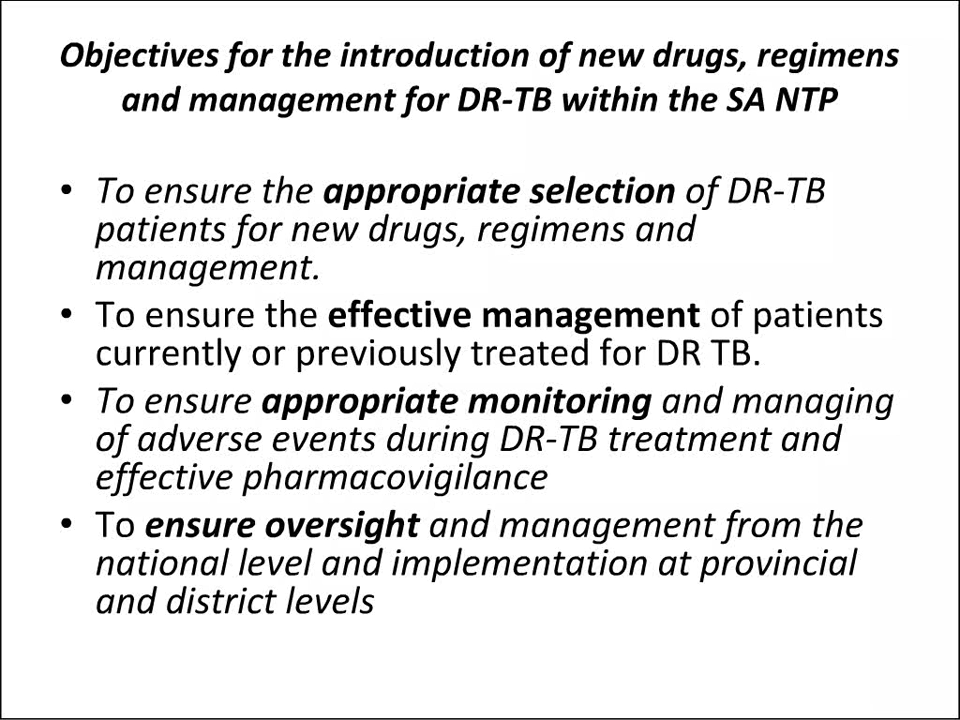 Objectives for the introduction of new drugs, regimens
and management for DR-TB within the SA NTP
• To ensure the appropriate selection of DR-TB
patients for new drugs, regimens and
management.
• To ensure the effective management of patients
currently or previously treated for DR TB.
• To ensure appropriate monitoring and managing
of adverse events during DR-TB treatment and
effective pharmacovigilance
• To ensure oversight and management from the
national level and implementation at provincial
and district levels